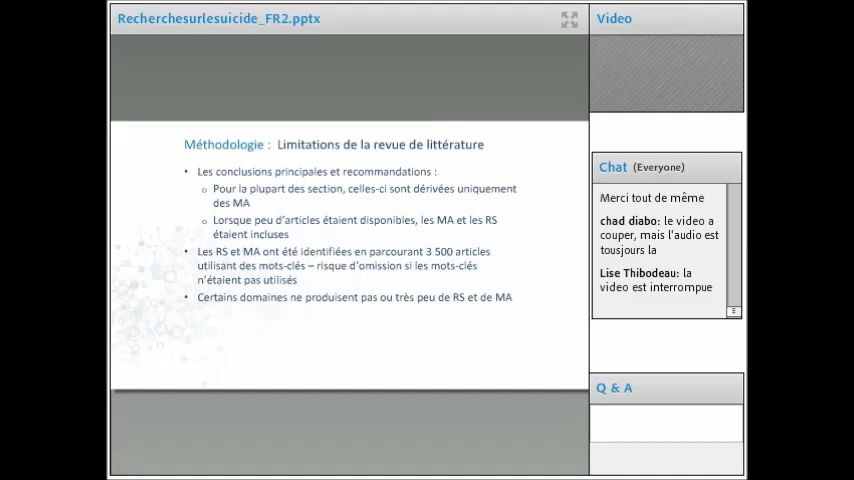 Recherchesurlesuicide_FR2.pptx
Méthodologie : Limitations de la revue de littérature
• Les conclusions principales et recommandations :
o Pour la plupart des section, celles-ci sont dérivées uniquement
des MA
o Lorsque peu d'articles étaient disponibles, les MA et les RS
étaient incluses
• Les RS et MA ont été identifiées en parcourant 3 500 articles
utilisant des mots-clés – risque d'omission si les mots-clés
n'étaient pas utilisés
• Certains domaines ne produisent pas ou très peu de RS et de MA
Video
Chat (Everyone)
Merci tout de même
chad diabo: le video a
couper, mais l'audio est
tousjours la
Lise Thibodeau: la
video est interrompue
Q & A